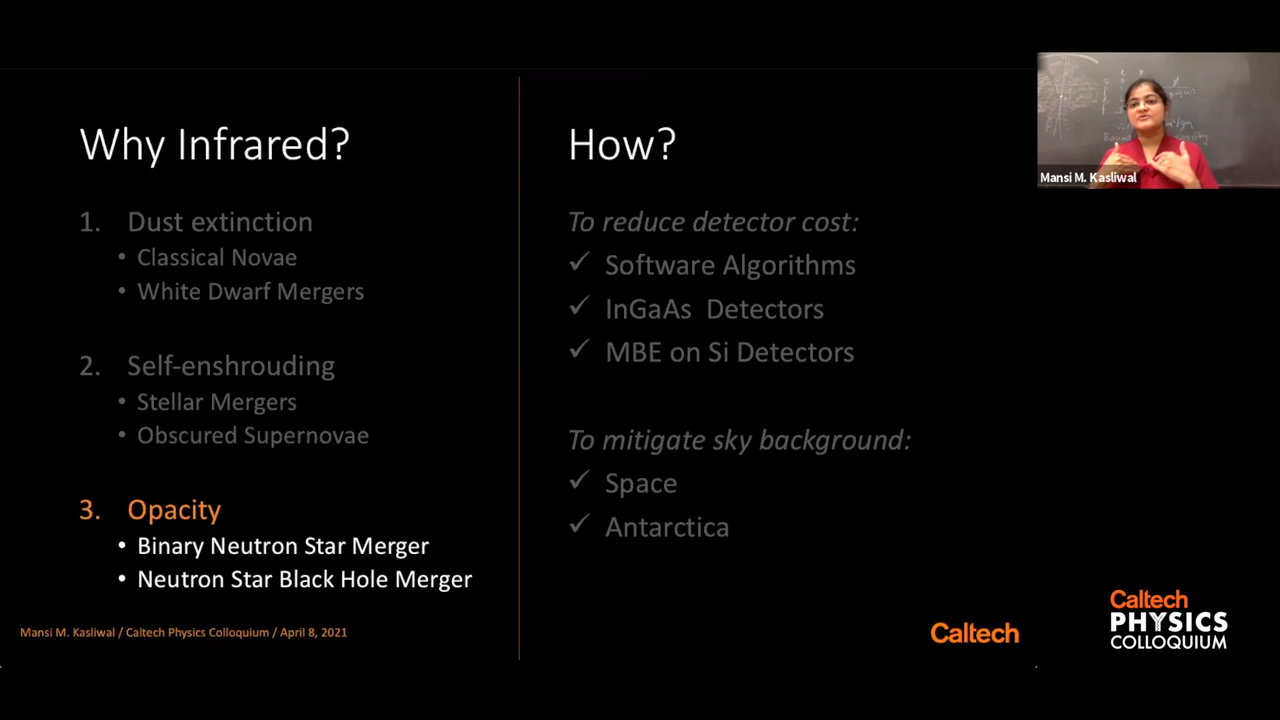 Why Infrared?
1. Dust extinction
• Classical Novae
• White Dwarf Mergers
2. Self-enshrouding
• Stellar Mergers
• Obscured Supernovae
3. Opacity
• Binary Neutron Star Merger
• Neutron Star Black Hole Merger
How?
To reduce detector cost:
✓ Software Algorithms
✓ InGaAs Detectors
✓ MBE on Si Detectors
To mitigate sky background:
✓ Space
✓ Antarctica
Mansi M. Kasliwal / Caltech Physics Colloquium / April 8, 2021
Caltech
Mansi M. Kasliwal
Caltech
PHYSICS
COLLOQUIUM